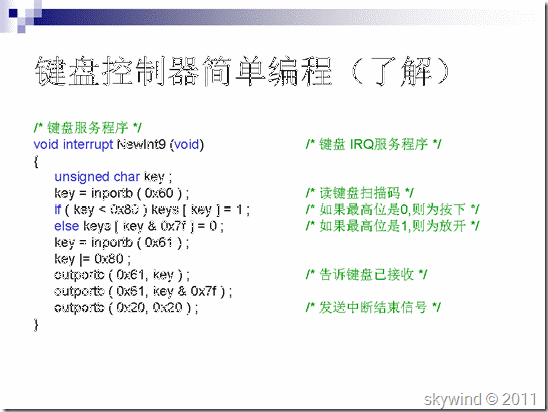 键盘控制器简单编程（了解）
/* 键盘服务程序 */
void interrupt NewInt9 (void) /* 键盘 IRQ服务程序 */
{
unsigned char key ;
key = inportb ( 0x60 ) ; /* 读键盘扫描码 */
if ( key < 0x80 ) keys [ key ] = 1 ; /* 如果最高位是0,则为按下 */
else keys [ key & 0x7f ] = 0 ; /* 如果最高位是1,则为放开 */
key = inportb ( 0x61 ) ;
key |= 0x80 ;
outportb ( 0x61, key ) ; /* 告诉键盘已接收 */
outportb ( 0x61, key & 0x7f ) ;
outportb ( 0x20, 0x20 ) ; /* 发送中断结束信号 */
}
skywind © 2011